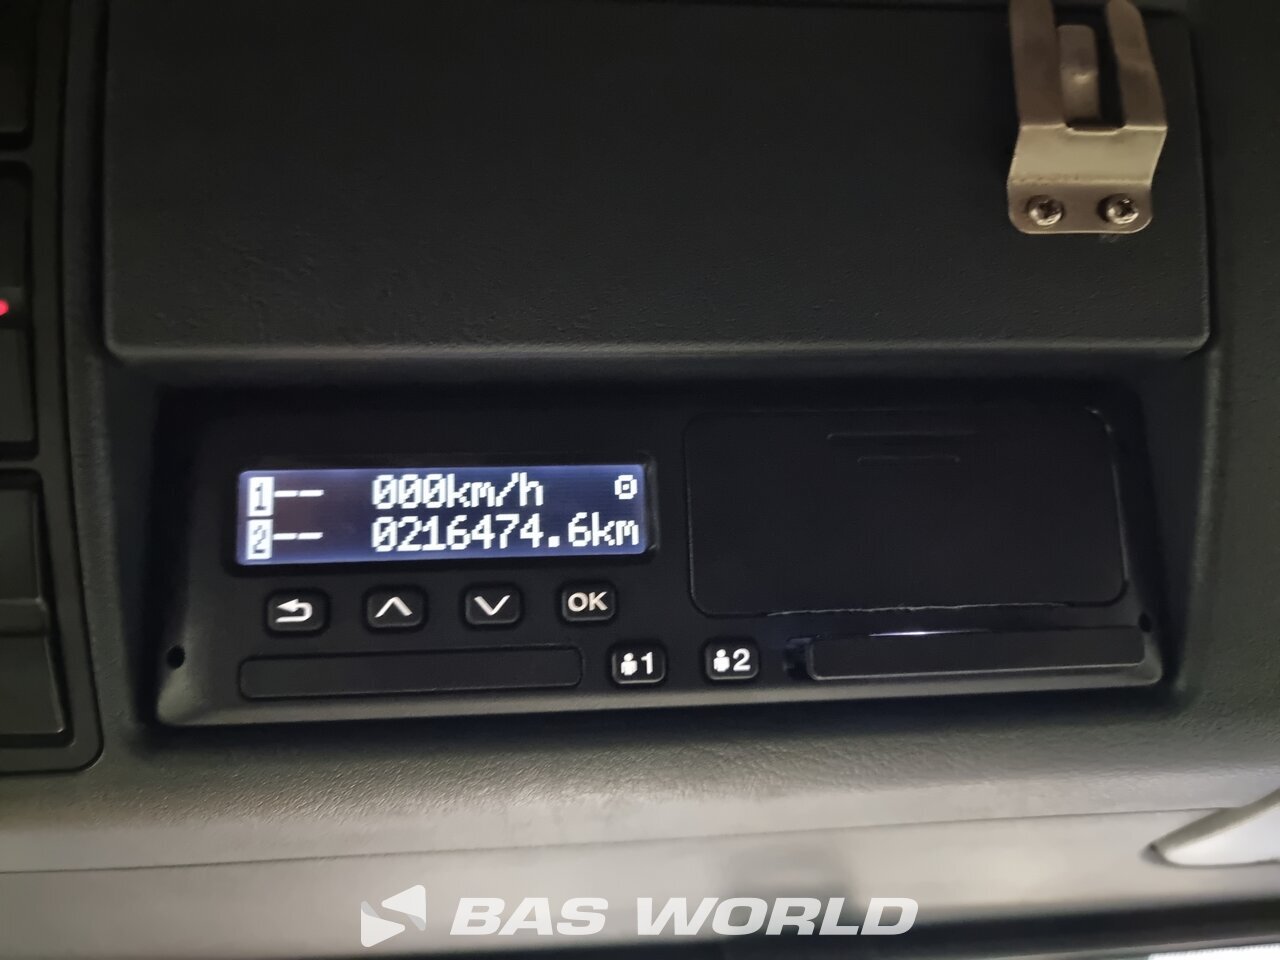 1-- 000km/h
2-- 0216474.6km
OK
1 2
BAS WORLD